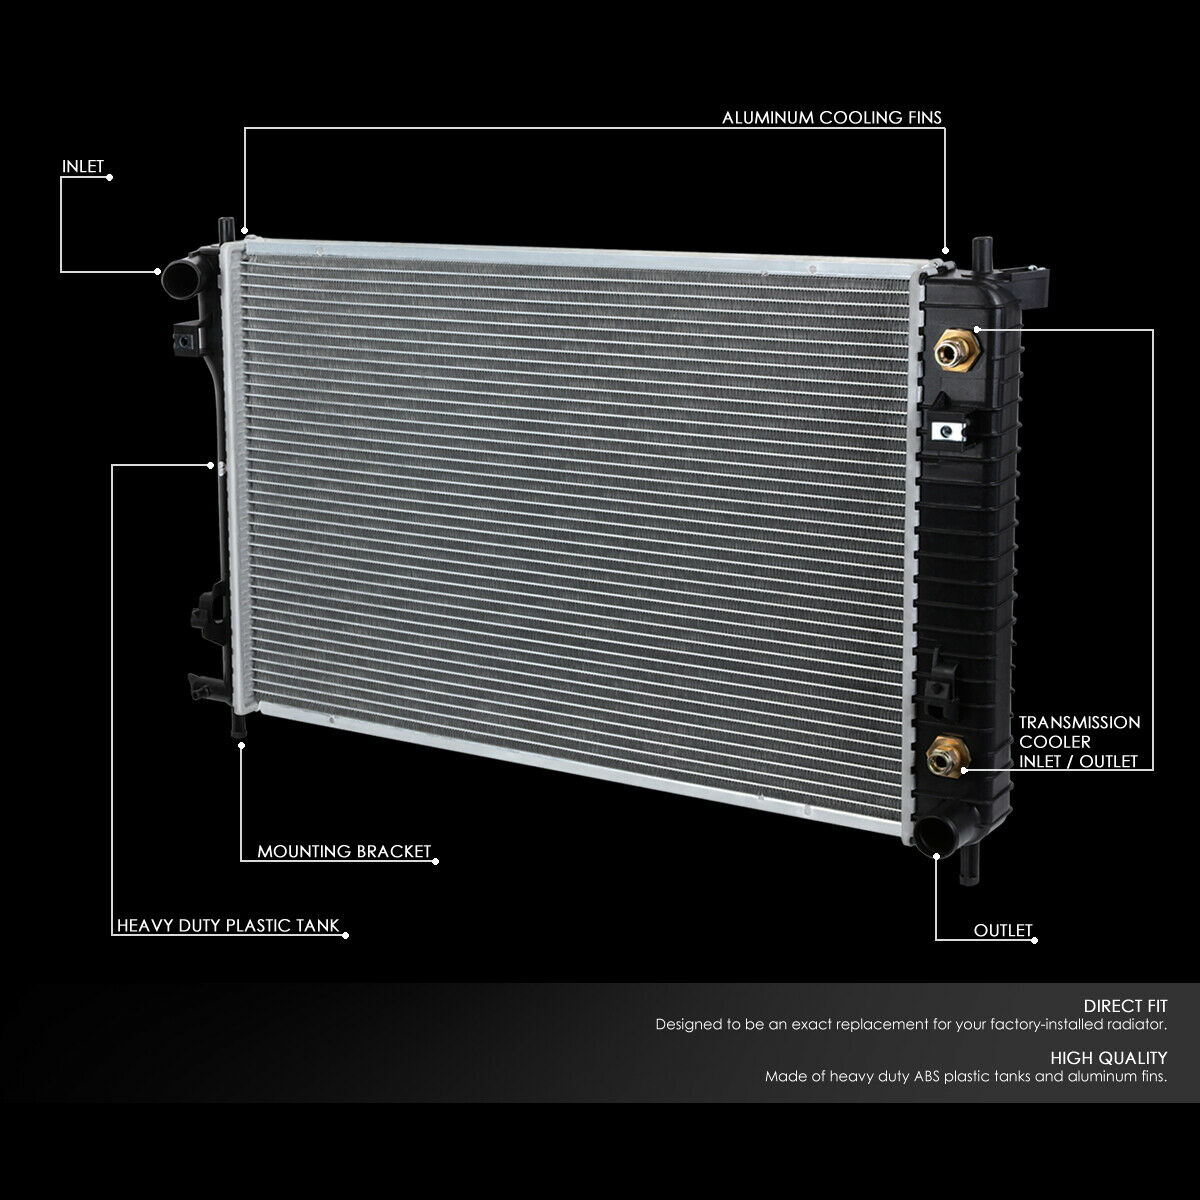 ALUMINUM COOLING FINS
INLET
TRANSMISSION
COOLER
INLET / OUTLET
MOUNTING BRACKET
HEAVY DUTY PLASTIC TANK
OUTLET
DIRECT FIT
Designed to be an exact replacement for your factory-installed radiator.
HIGH QUALITY
Made of heavy duty ABS plastic tanks and aluminum fins.